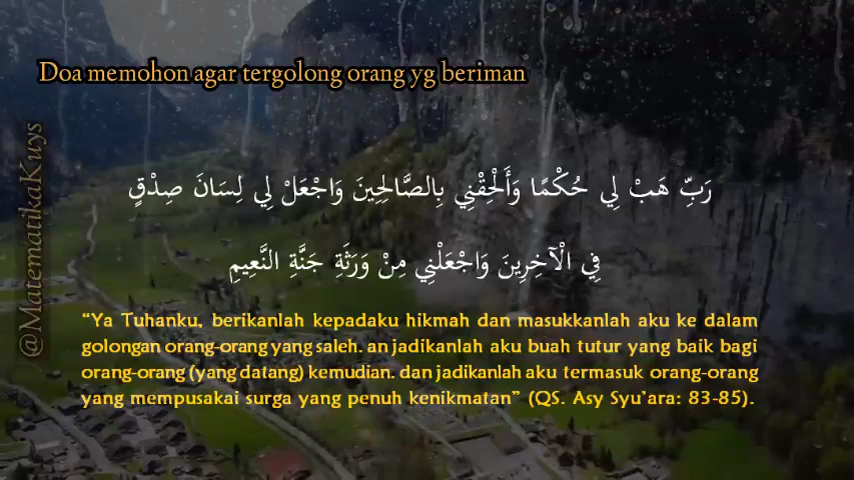 Doa memohon agar tergolong orang yg beriman
@MatematikaKuys
رَبِّ هَبْ لِي حُكْمًا وَأَلْحِقْنِي بِالصَّالِحِينَ وَاجْعَلْ لِي لِسَانَ صِدْقٍ
فِي الْآخِرِينَ وَاجْعَلْنِي مِنْ وَرَثَةِ جَنَّةِ النَّعِيمِ
“Ya Tuhanku, berikanlah kepadaku hikmah dan masukkanlah aku ke dalam
golongan orang-orang yang saleh. an jadikanlah aku buah tutur yang baik bagi
orang-orang (yang datang) kemudian. dan jadikanlah aku termasuk orang-orang
yang mempusakai surga yang penuh kenikmatan” (QS. Asy Syu'ara: 83-85).